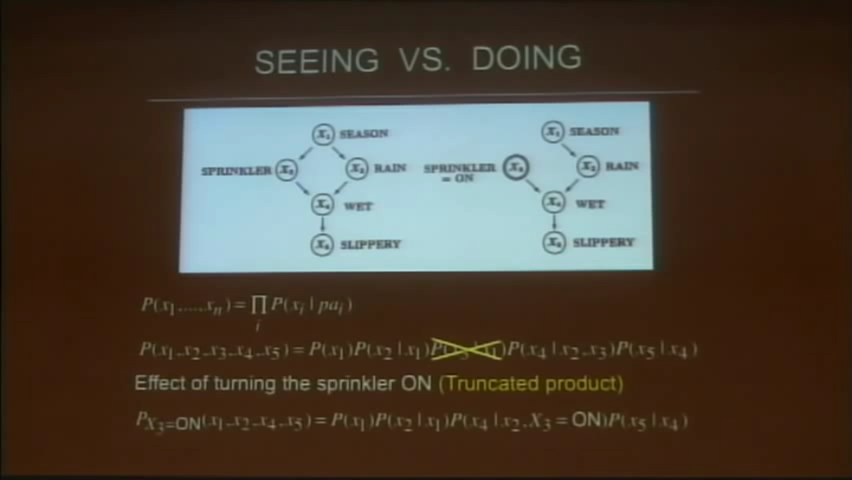 SEEING VS. DOING
X₁ SEASON
X₁ SEASON
SPRINKLER X₃
X₂ RAIN
SPRINKLER = ON X₃
X₂ RAIN
X₄ WET
X₄ WET
X₅ SLIPPERY
X₅ SLIPPERY
P(x₁,...,xₙ) = ∏ᵢ P(xᵢ | paᵢ)
P(x₁,x₂,x₃,x₄,x₅) = P(x₁)P(x₂ | x₁)P(x₃ | x₁)P(x₄ | x₂,x₃)P(x₅ | x₄)
Effect of turning the sprinkler ON (Truncated product)
P_{X₃=ON}(x₁,x₂,x₄,x₅) = P(x₁)P(x₂ | x₁)P(x₄ | x₂,X₃ = ON)P(x₅ | x₄)